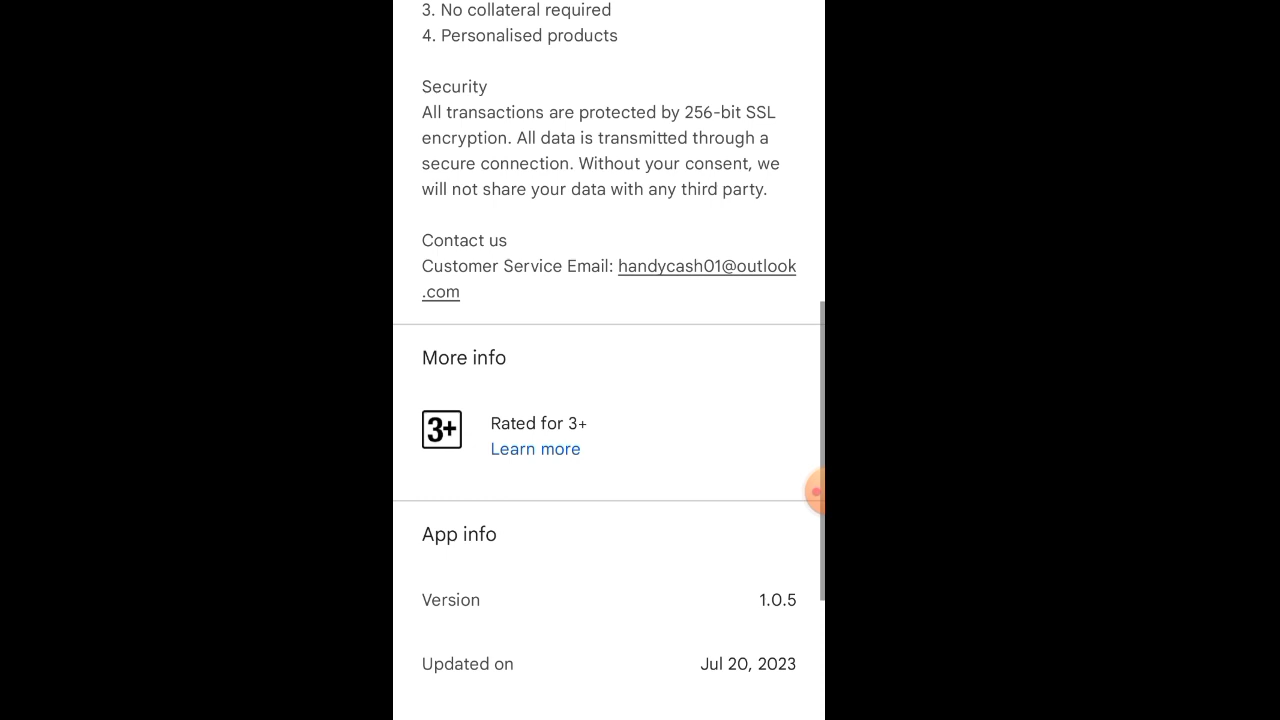 3. No collateral required
4. Personalised products
Security
All transactions are protected by 256-bit SSL
encryption. All data is transmitted through a
secure connection. Without your consent, we
will not share your data with any third party.
Contact us
Customer Service Email: handycash01@outlook
.com
More info
3+ Rated for 3+
Learn more
App info
Version 1.0.5
Updated on Jul 20, 2023